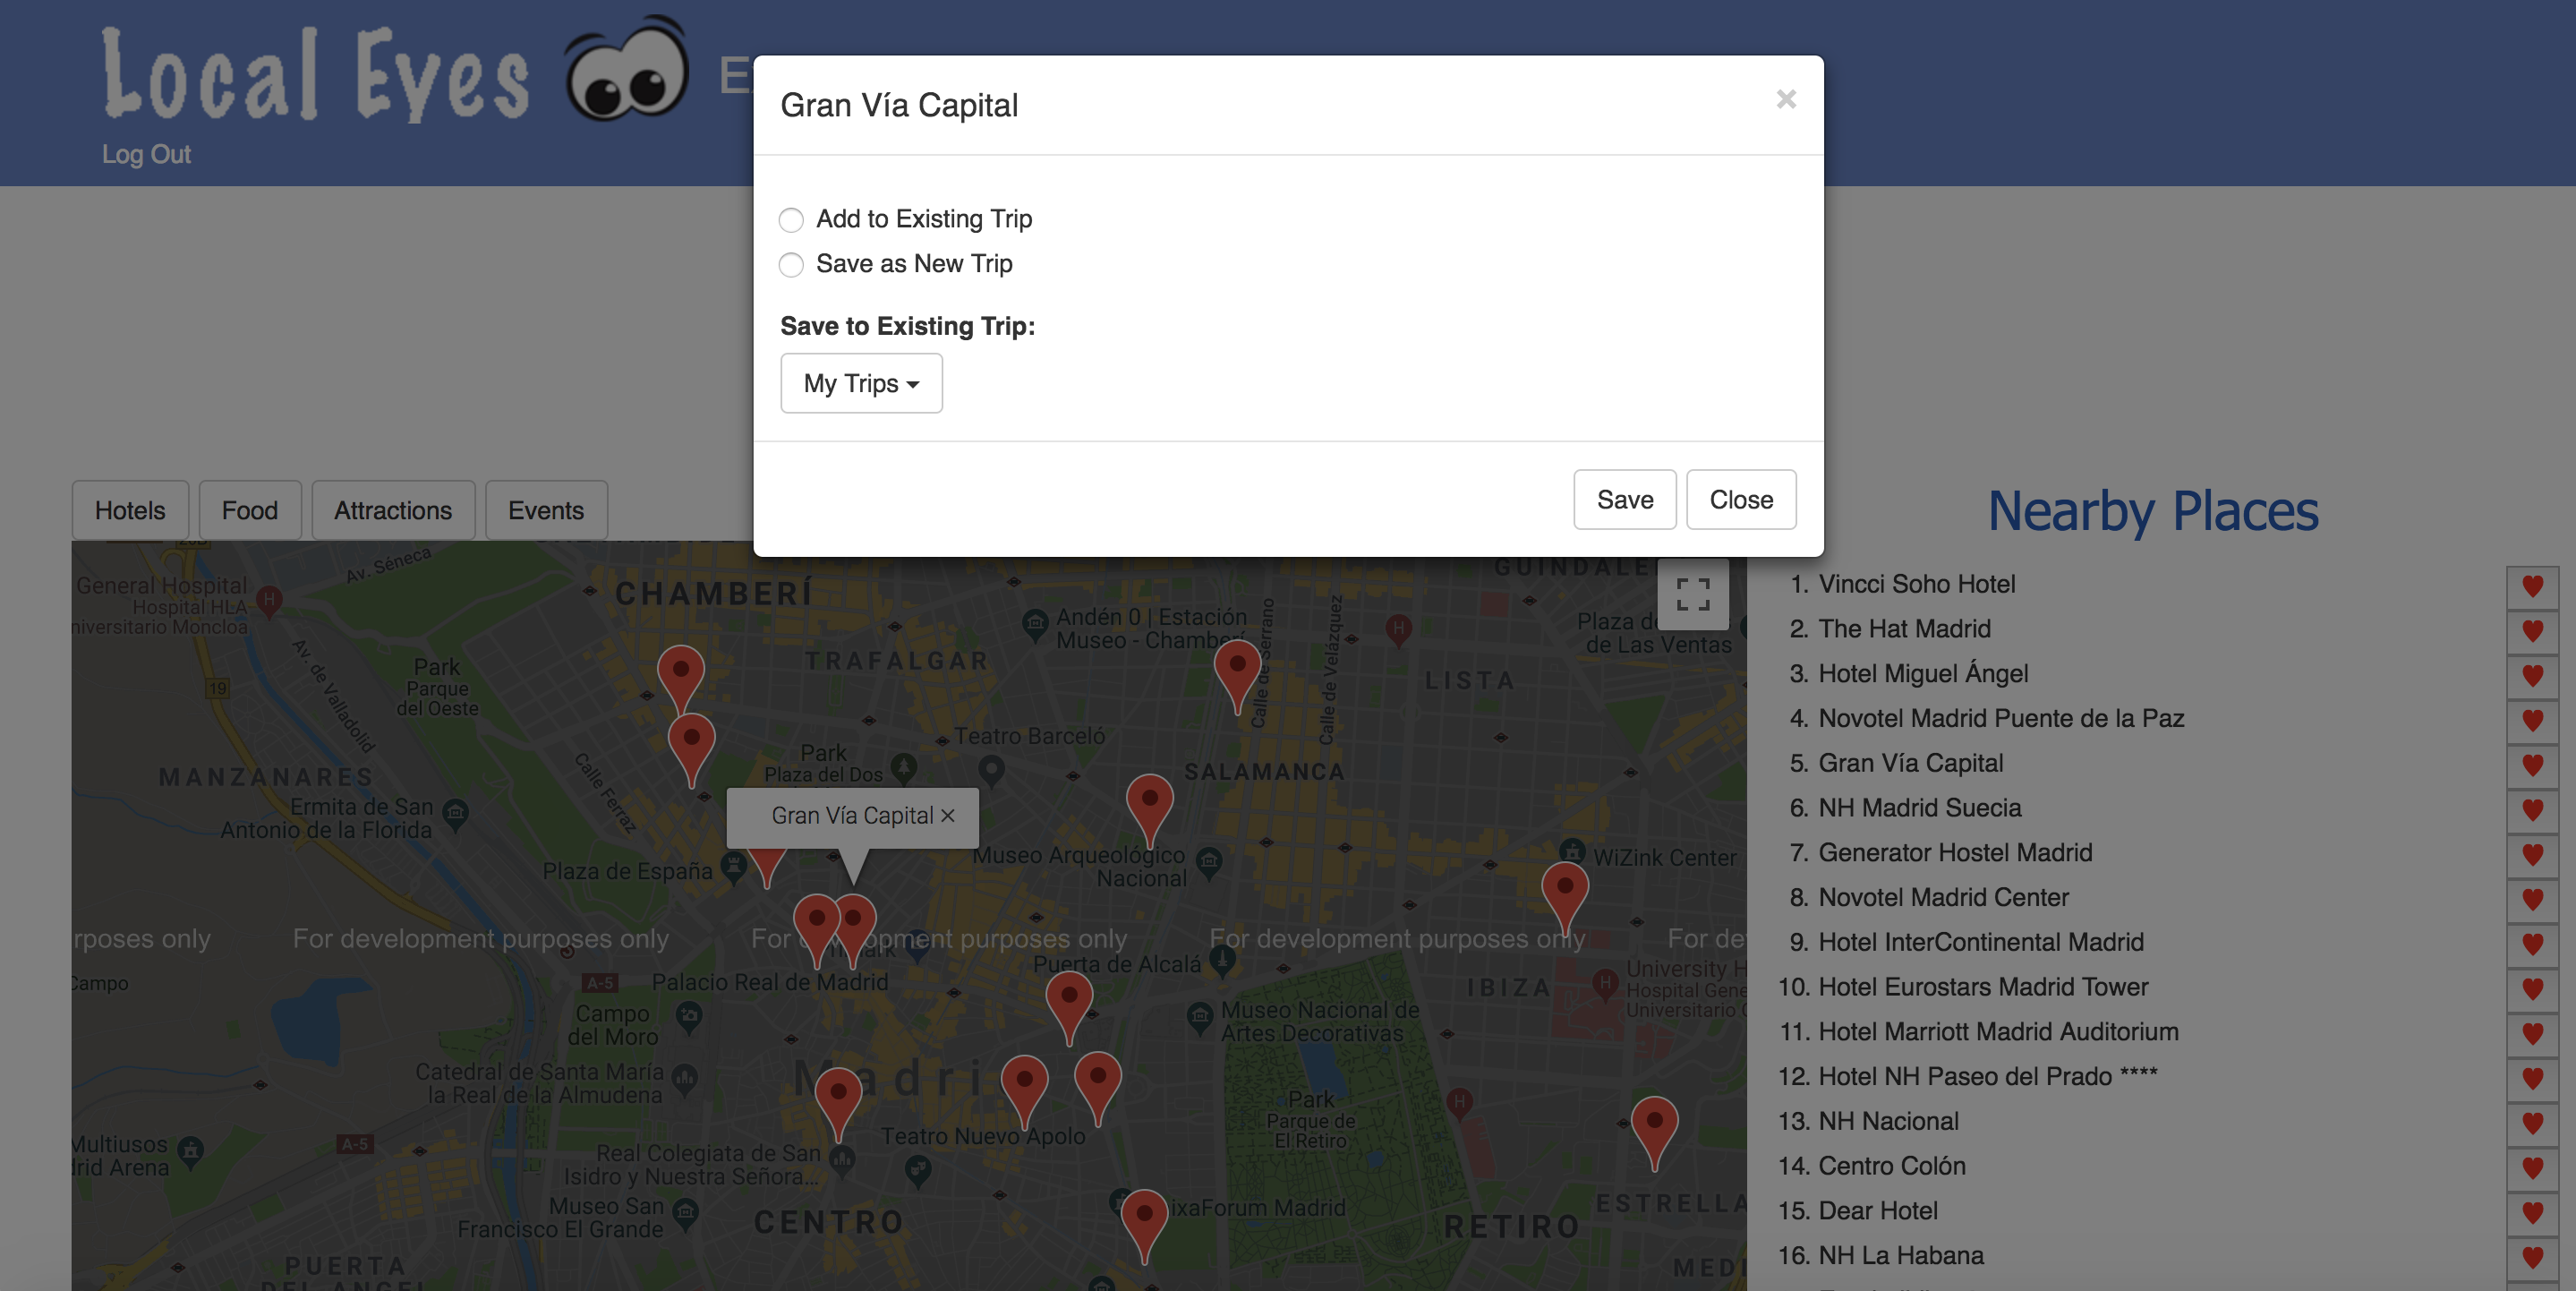 Local Eyes
Log Out
Gran Vía Capital
×
Add to Existing Trip
Save as New Trip
Save to Existing Trip:
My Trips
Save
Close
Hotels
Food
Attractions
Events
General Hospital
Hospital HLA
niversitario Moncloa
Av. Séneca
Av. de Valladolid
19
Park
Parque
del Oeste
CHAMBERÍ
TRAFALGAR
Andén 0 | Estación
Museo - Chamberí
Calle de Serrano
Calle de Velázquez
LISTA
Plaza de
de Las Ventas
MANZANARES
Ermita de San
Antonio de la Florida
Calle Ferraz
Park
Plaza del Dos
Teatro Barceló
SALAMANCA
Gran Vía Capital ×
Plaza de España
Museo Arqueológico
Nacional
WiZink Center
rposes only
For development purposes only
For development purposes only
For development purposes only
For de
Campo
A-5
Palacio Real de Madrid
Puerta de Alcalá
IBIZA
University H
Hospital Gene
Universitario
Campo
del Moro
Museo Nacional de
Artes Decorativas
Catedral de Santa María
la Real de la Almudena
Madri
Park
Parque de
El Retiro
Multiusos
drid Arena
A-5
Real Colegiata de San
Isidro y Nuestra Señora...
Teatro Nuevo Apolo
Museo San
Francisco El Grande
CENTRO
ixaForum Madrid
RETIRO
ESTRELLA
PUERTA
DEL ANGEL
MEDI
Nearby Places
1. Vincci Soho Hotel
2. The Hat Madrid
3. Hotel Miguel Ángel
4. Novotel Madrid Puente de la Paz
5. Gran Vía Capital
6. NH Madrid Suecia
7. Generator Hostel Madrid
8. Novotel Madrid Center
9. Hotel InterContinental Madrid
10. Hotel Eurostars Madrid Tower
11. Hotel Marriott Madrid Auditorium
12. Hotel NH Paseo del Prado ****
13. NH Nacional
14. Centro Colón
15. Dear Hotel
16. NH La Habana